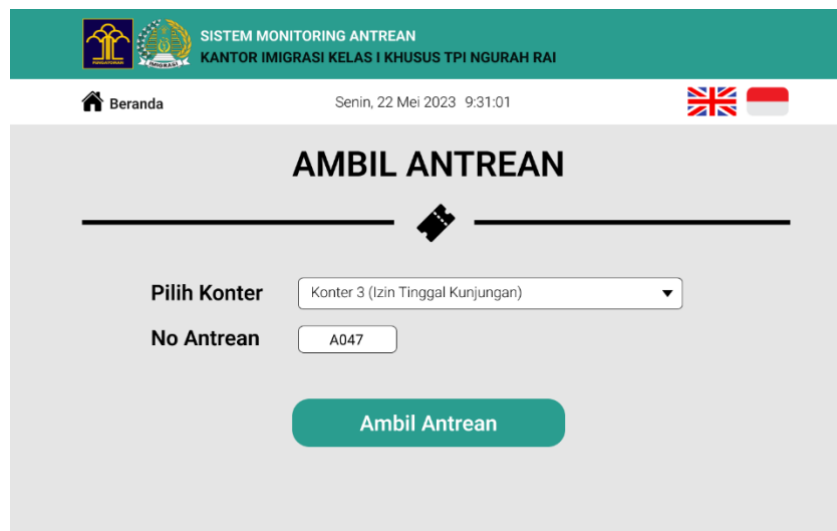 SISTEM MONITORING ANTREAN
KANTOR IMIGRASI KELAS I KHUSUS TPI NGURAH RAI
IMIGRASI
Beranda
Senin, 22 Mei 2023 9:31:01
AMBIL ANTREAN
Pilih Konter
Konter 3 (Izin Tinggal Kunjungan)
No Antrean
A047
Ambil Antrean